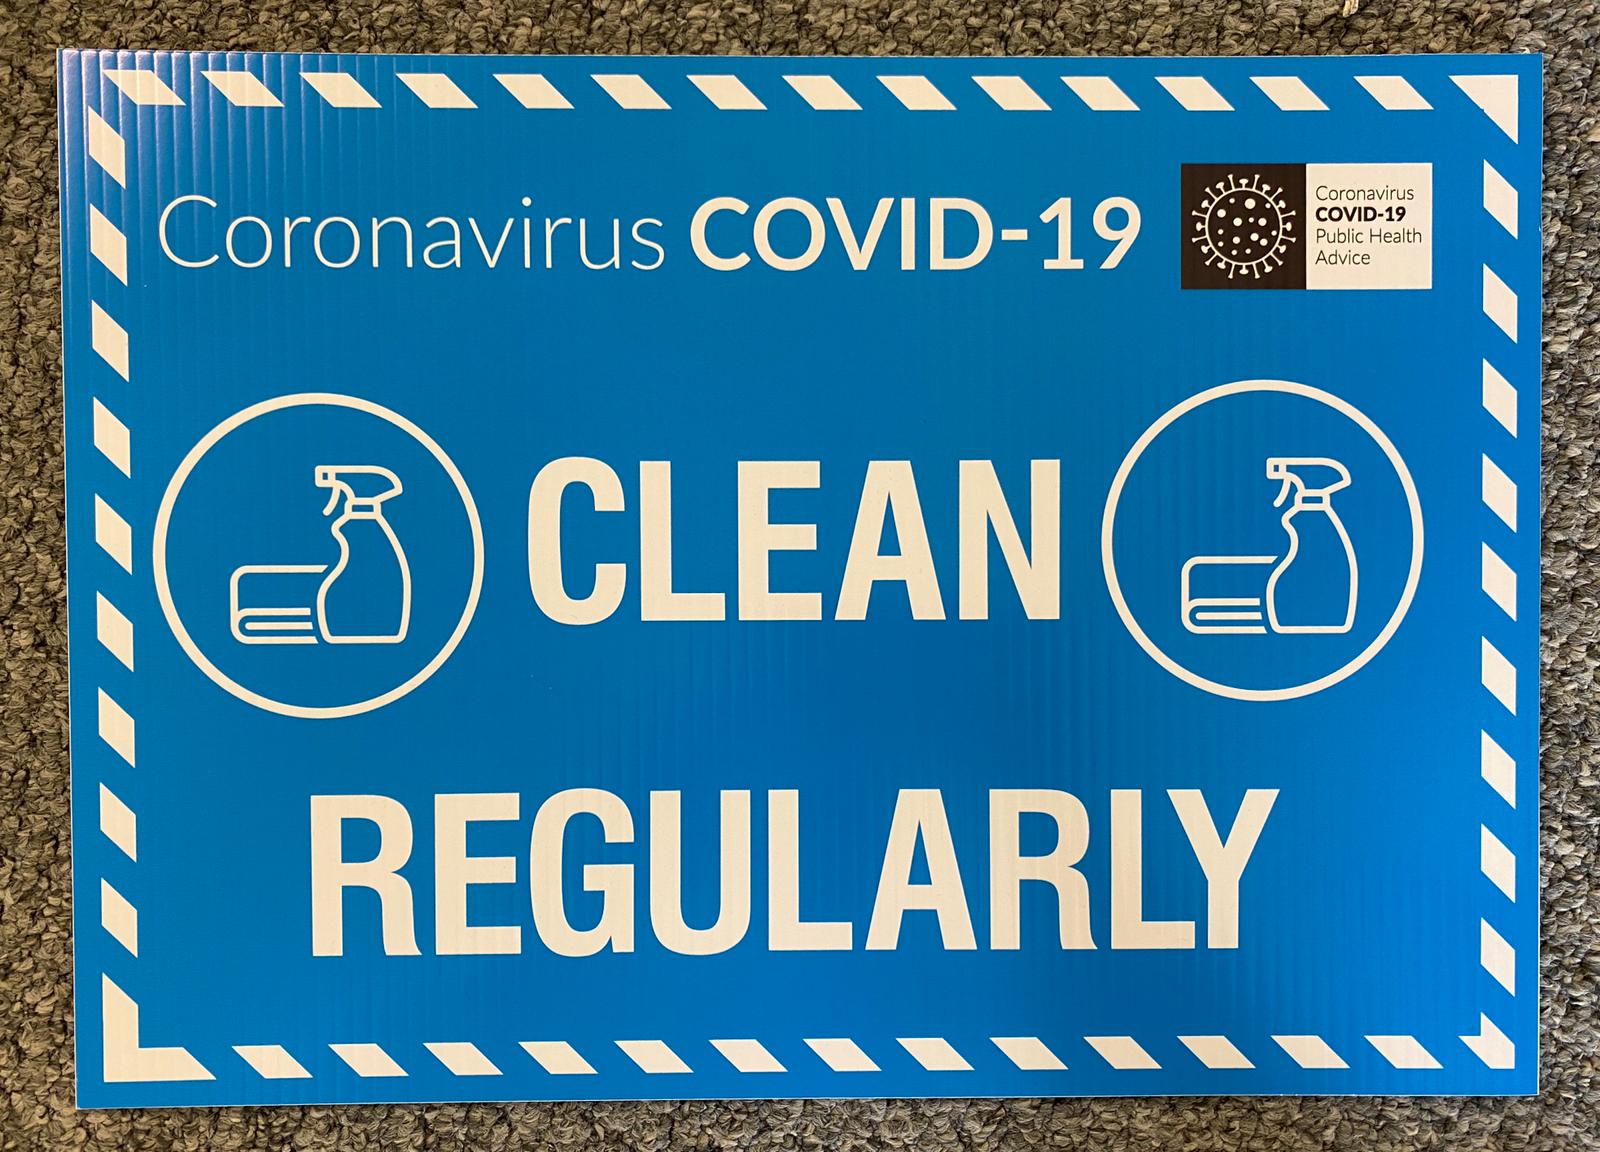 Coronavirus COVID-19
Coronavirus
COVID-19
Public Health
Advice
CLEAN
REGULARLY